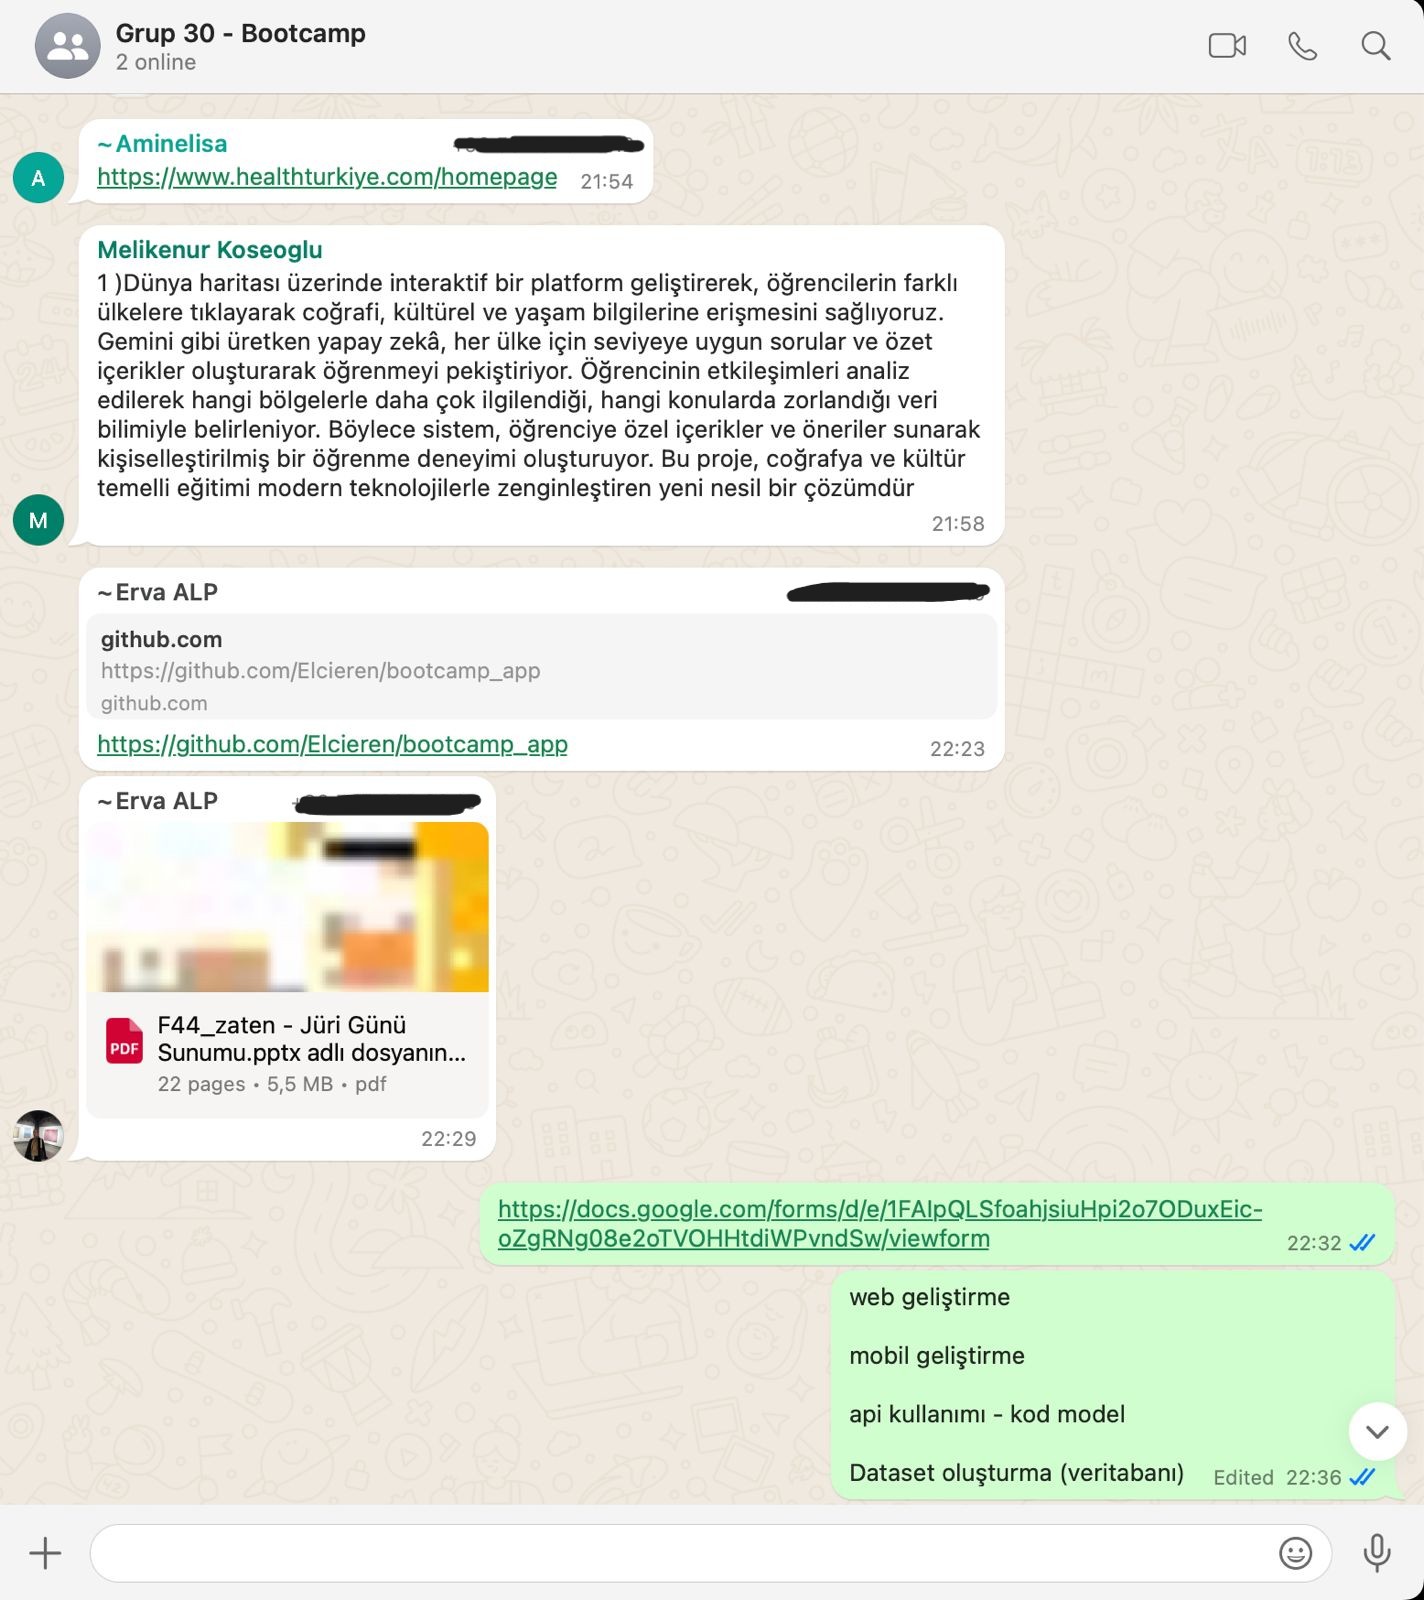 Grup 30 - Bootcamp
2 online
~Aminelisa
https://www.healthturkiye.com/homepage 21:54
A
Melikenur Koseoglu
1 )Dünya haritası üzerinde interaktif bir platform geliştirerek, öğrencilerin farklı
ülkelere tıklayarak coğrafi, kültürel ve yaşam bilgilerine erişmesini sağlıyoruz.
Gemini gibi üretken yapay zekâ, her ülke için seviyeye uygun sorular ve özet
içerikler oluşturarak öğrenmeyi pekiştiriyor. Öğrencinin etkileşimleri analiz
edilerek hangi bölgelerle daha çok ilgilendiği, hangi konularda zorlandığı veri
bilimiyle belirleniyor. Böylece sistem, öğrenciye özel içerikler ve öneriler sunarak
kişiselleştirilmiş bir öğrenme deneyimi oluşturuyor. Bu proje, coğrafya ve kültür
temelli eğitimi modern teknolojilerle zenginleştiren yeni nesil bir çözümdür
21:58
M
~Erva ALP
github.com
https://github.com/Elcieren/bootcamp_app
github.com
https://github.com/Elcieren/bootcamp_app 22:23
~Erva ALP
PDF
F44_zaten - Jüri Günü
Sunumu.pptx adlı dosyanın...
22 pages • 5,5 MB • pdf
22:29
https://docs.google.com/forms/d/e/1FAIpQLSfoahjsiuHpi2o7ODuxEic-
oZgRNg08e2oTVOHHtdiWPvndSw/viewform 22:32
web geliştirme
mobil geliştirme
api kullanımı - kod model
Dataset oluşturma (veritabanı) Edited 22:36